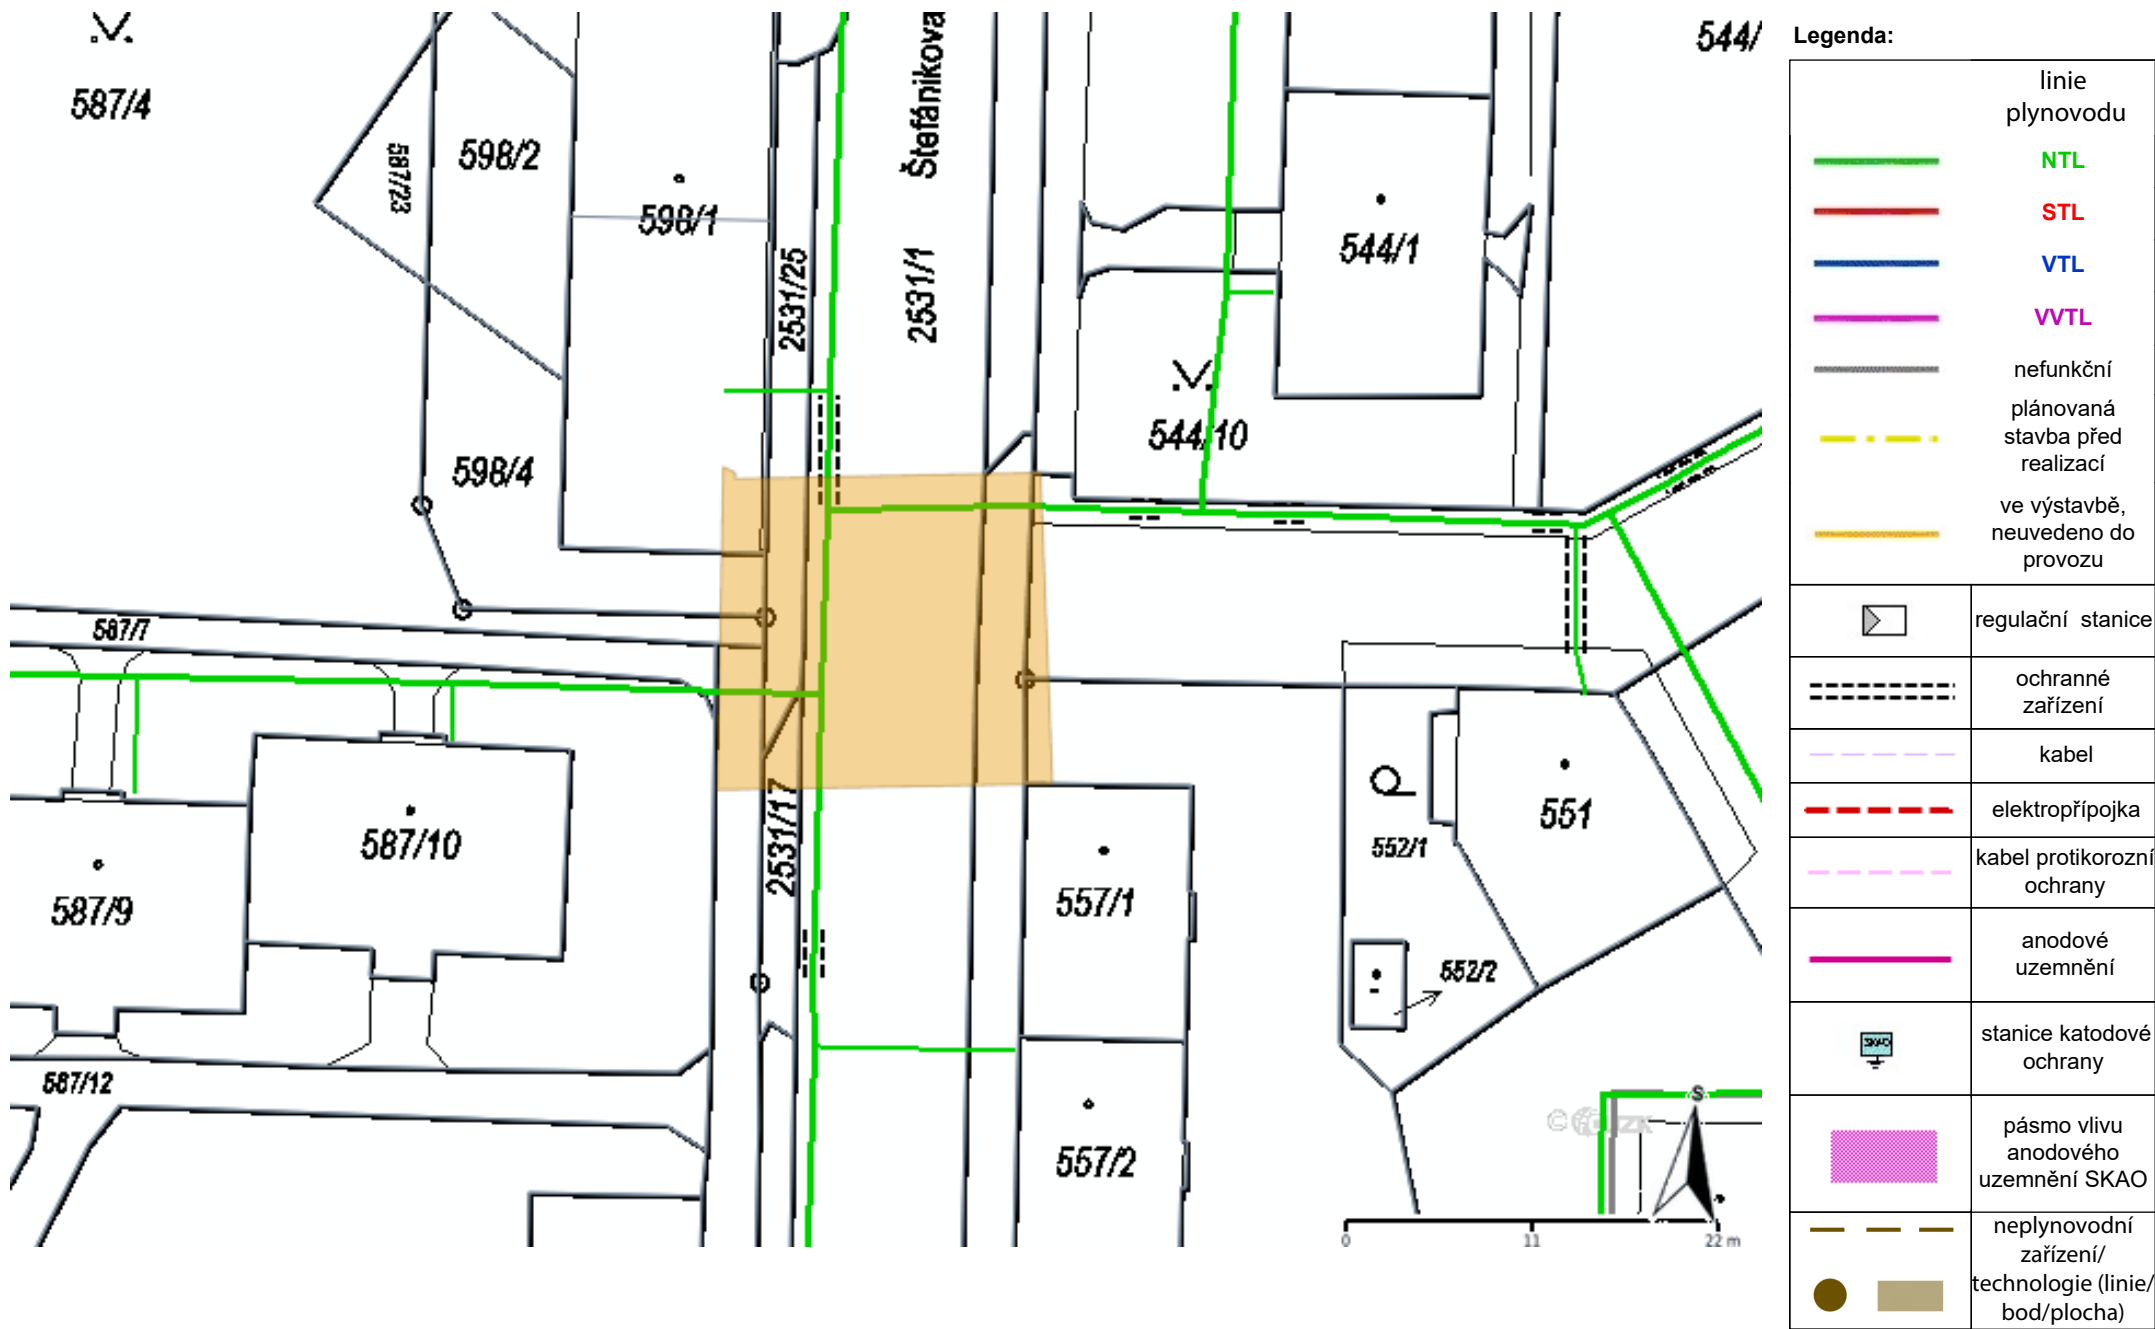 587/4
587/23
598/2
598/1
598/4
2531/25
Štefánikova
2531/1
544/1
544/10
544/
587/7
587/10
587/9
587/12
2531/17
557/1
557/2
551
552/1
552/2
S
0
11
22 m
Legenda:
linie
plynovodu
NTL
STL
VTL
VVTL
nefunkční
plánovaná
stavba před
realizací
ve výstavbě,
neuvedeno do
provozu
regulační stanice
ochranné
zařízení
kabel
elektropřípojka
kabel protikorozní
ochrany
anodové
uzemnění
SKAO
stanice katodové
ochrany
pásmo vlivu
anodového
uzemnění SKAO
neplynovodní
zařízení/
technologie (linie/
bod/plocha)